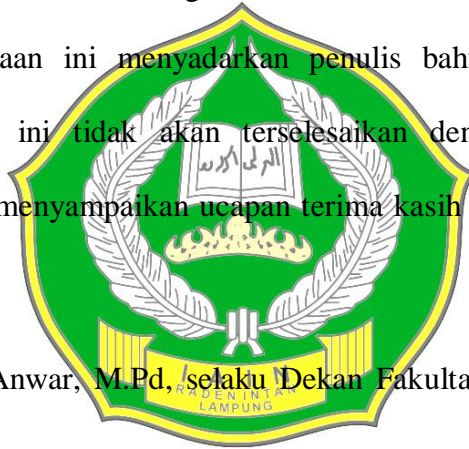 aan ini menyadarkan penulis bah
ini tidak akan terselesaikan der
menyampaikan ucapan terima kasih
Anwar, M.Pd, selaku Dekan Fakulta
I A I N
RADEN INTAN
LAMPUNG